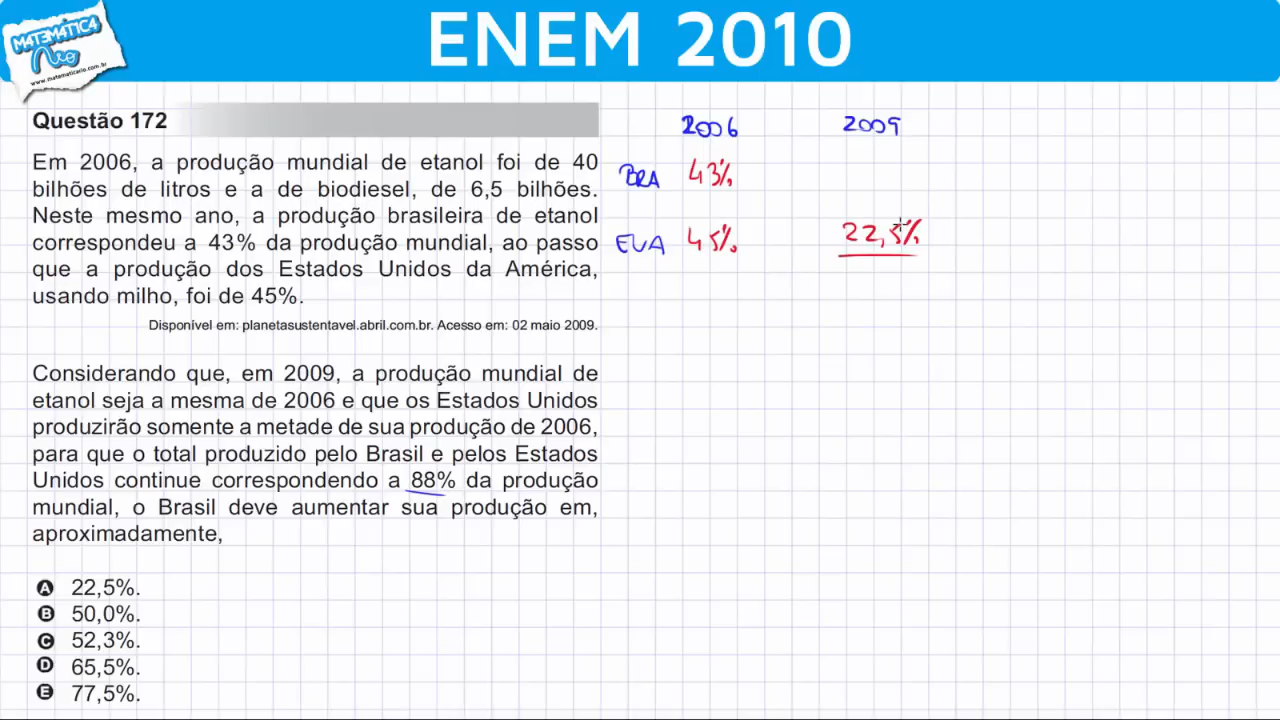 MATEMÁTICA
Rio
www.matematicario.com.br
ENEM 2010
Questão 172
Em 2006, a produção mundial de etanol foi de 40
bilhões de litros e a de biodiesel, de 6,5 bilhões.
Neste mesmo ano, a produção brasileira de etanol
correspondeu a 43% da produção mundial, ao passo
que a produção dos Estados Unidos da América,
usando milho, foi de 45%.
Disponível em: planetasustentavel.abril.com.br. Acesso em: 02 maio 2009.
Considerando que, em 2009, a produção mundial de
etanol seja a mesma de 2006 e que os Estados Unidos
produzirão somente a metade de sua produção de 2006,
para que o total produzido pelo Brasil e pelos Estados
Unidos continue correspondendo a 88% da produção
mundial, o Brasil deve aumentar sua produção em,
aproximadamente,
A 22,5%.
B 50,0%.
C 52,3%.
D 65,5%.
E 77,5%.
2006 2009
BRA 43%
EUA 45% 22,5%